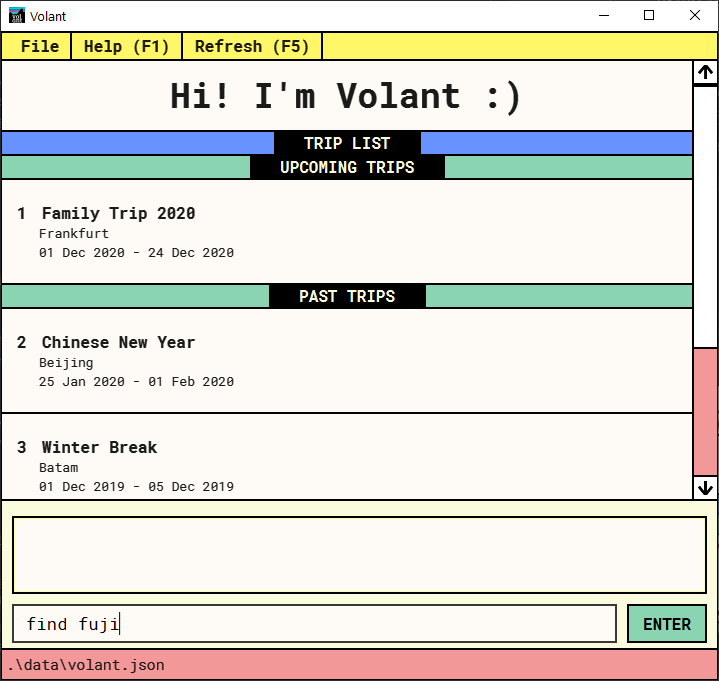 Volant
File Help (F1) Refresh (F5)
Hi! I'm Volant :)
TRIP LIST
UPCOMING TRIPS
1 Family Trip 2020
Frankfurt
01 Dec 2020 - 24 Dec 2020
PAST TRIPS
2 Chinese New Year
Beijing
25 Jan 2020 - 01 Feb 2020
3 Winter Break
Batam
01 Dec 2019 - 05 Dec 2019
find fuji
ENTER
.\data\volant.json